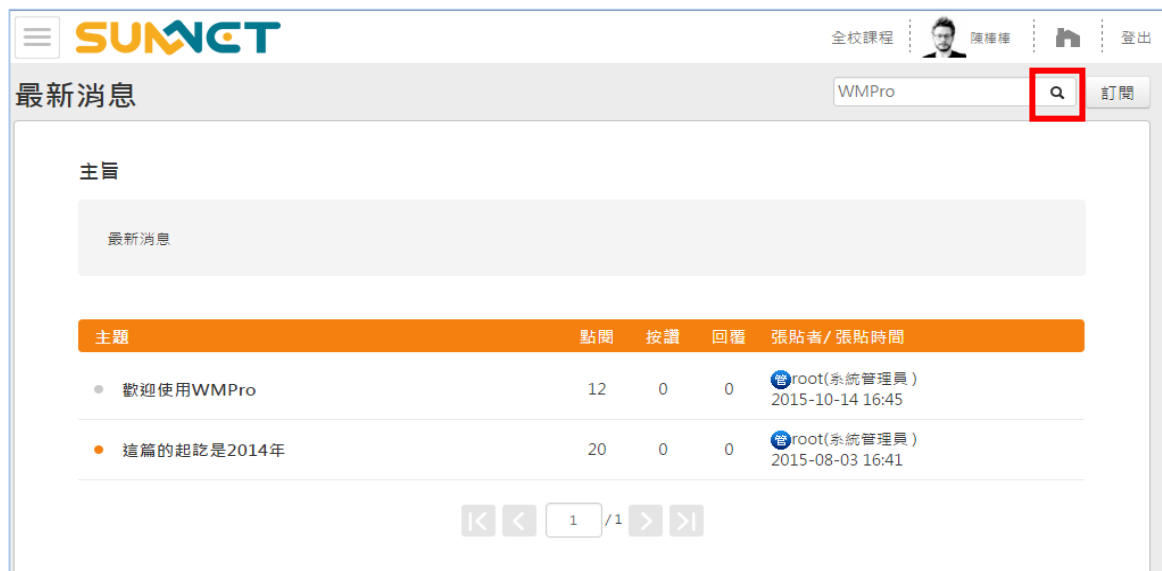 SUNNET
全校課程
陳棒棒
登出
最新消息
WMPro
訂閱
主旨
最新消息
主題 點閱 按讚 回覆 張貼者/張貼時間
歡迎使用WMPro 12 0 0 管root(系統管理員)
2015-10-14 16:45
這篇的起訖是2014年 20 0 0 管root(系統管理員)
2015-08-03 16:41
1 /1